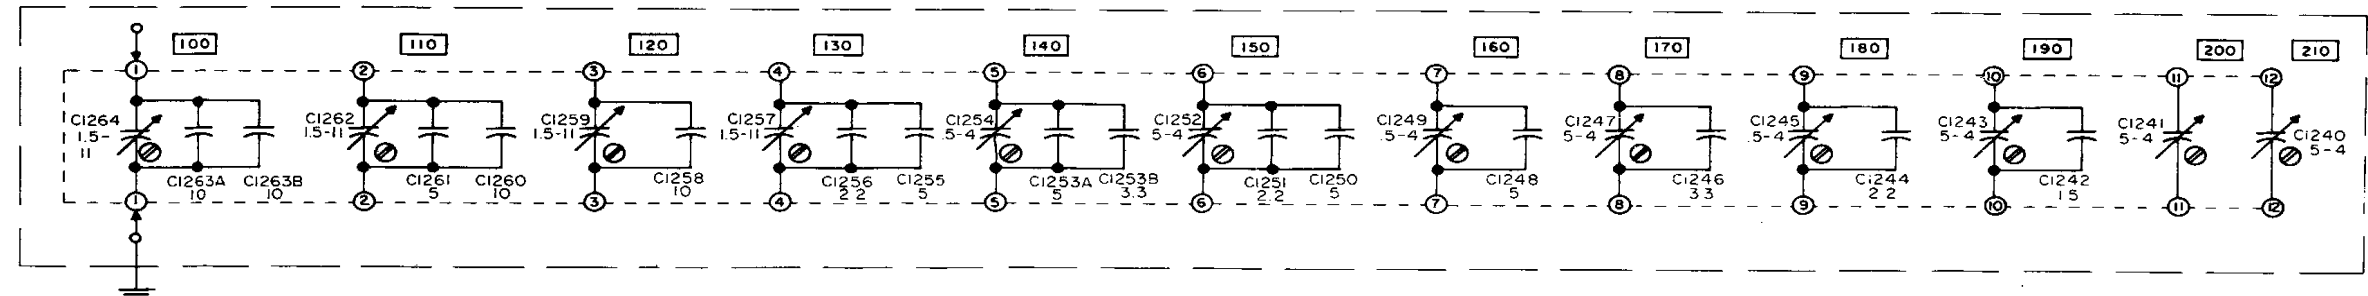 100 110 120 130 140 150 160 170 180 190 200 210
1 2 3 4 5 6 7 8 9 10 11 12
C1264
1.5-
11
C1263A
10
C1263B
10
C1262
1.5-11
C1261
5
C1260
10
C1259
1.5-11
C1258
10
C1257
1.5-11
C1256
2.2
C1255
5
C1254
.5-4
C1253A
5
C1253B
3.3
C1252
5-4
C1251
2.2
C1250
5
C1249
.5-4
C1248
5
C1247
5-4
C1246
3.3
C1245
.5-4
C1244
2.2
C1243
5-4
C1242
1.5
C1241
5-4
C1240
5-4
1 2 3 4 5 6 7 8 9 10 11 12